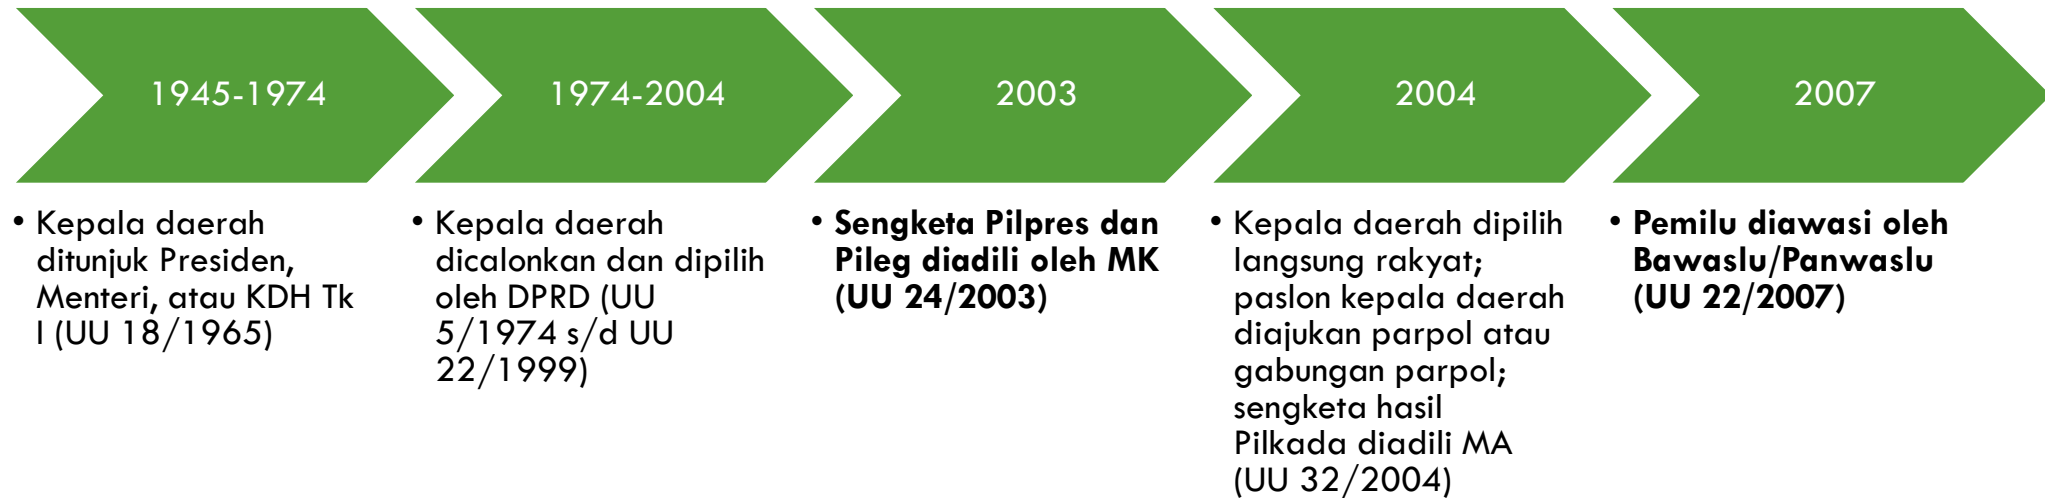 1945-1974
• Kepala daerah
ditunjuk Presiden,
Menteri, atau KDH Tk
I (UU 18/1965)
1974-2004
• Kepala daerah
dicalonkan dan dipilih
oleh DPRD (UU
5/1974 s/d UU
22/1999)
2003
• Sengketa Pilpres dan
Pileg diadili oleh MK
(UU 24/2003)
2004
• Kepala daerah dipilih
langsung rakyat;
paslon kepala daerah
diajukan parpol atau
gabungan parpol;
sengketa hasil
Pilkada diadili MA
(UU 32/2004)
2007
• Pemilu diawasi oleh
Bawaslu/Panwaslu
(UU 22/2007)